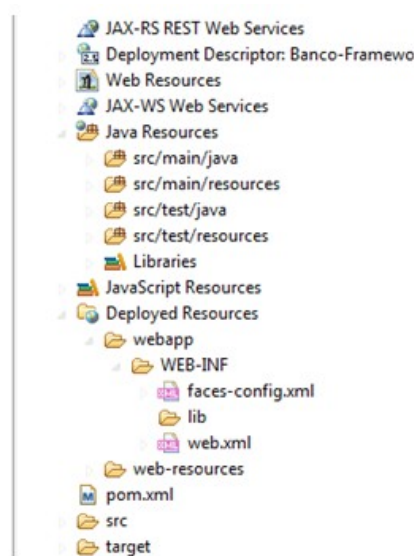 JAX-RS REST Web Services
Deployment Descriptor: Banco-Framewo
Web Resources
JAX-WS Web Services
Java Resources
src/main/java
src/main/resources
src/test/java
src/test/resources
Libraries
JavaScript Resources
Deployed Resources
webapp
WEB-INF
faces-config.xml
lib
web.xml
web-resources
pom.xml
src
target